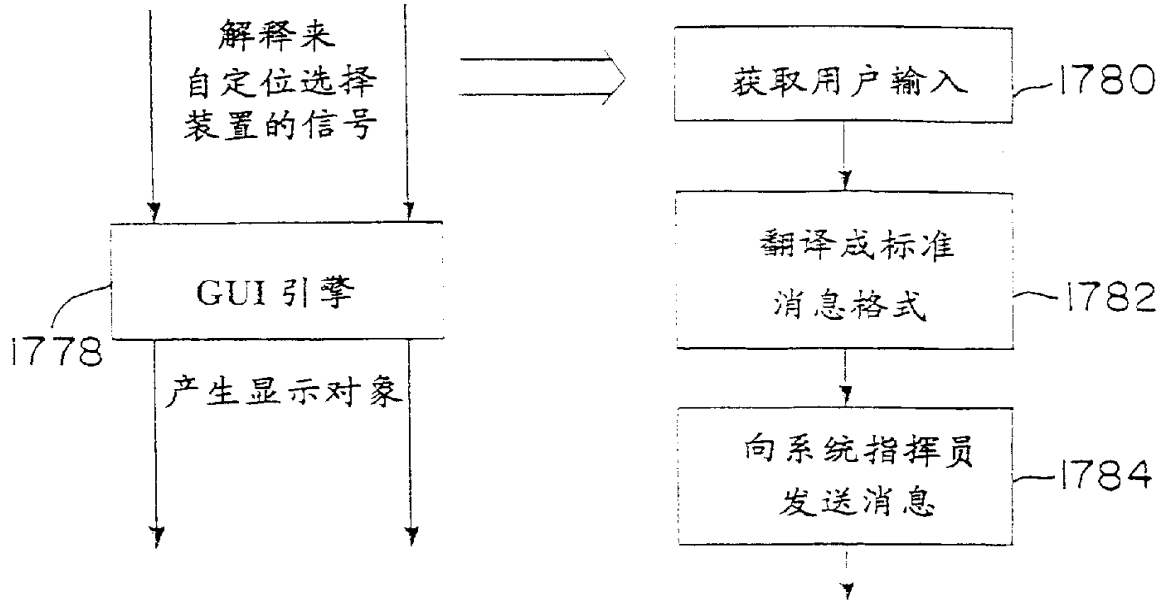 解释来
自定位选择
装置的信号
GUI 引擎
1778
产生显示对象
获取用户输入
1780
翻译成标准
消息格式
1782
向系统指挥员
发送消息
1784